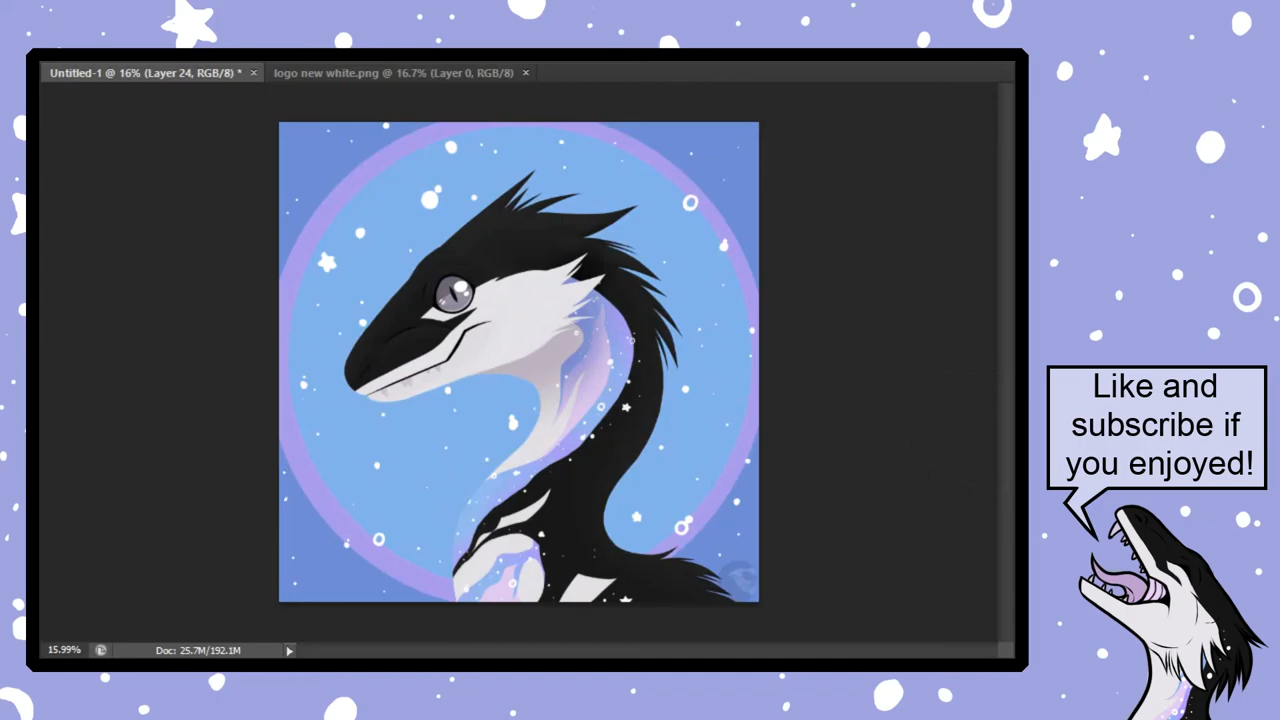 Untitled-1 @ 16% (Layer 24, RGB/8) *
logo new white.png @ 16.7% (Layer 0, RGB/8)
Like and
subscribe if
you enjoyed!
15.99%
Doc: 25.7M/192.1M